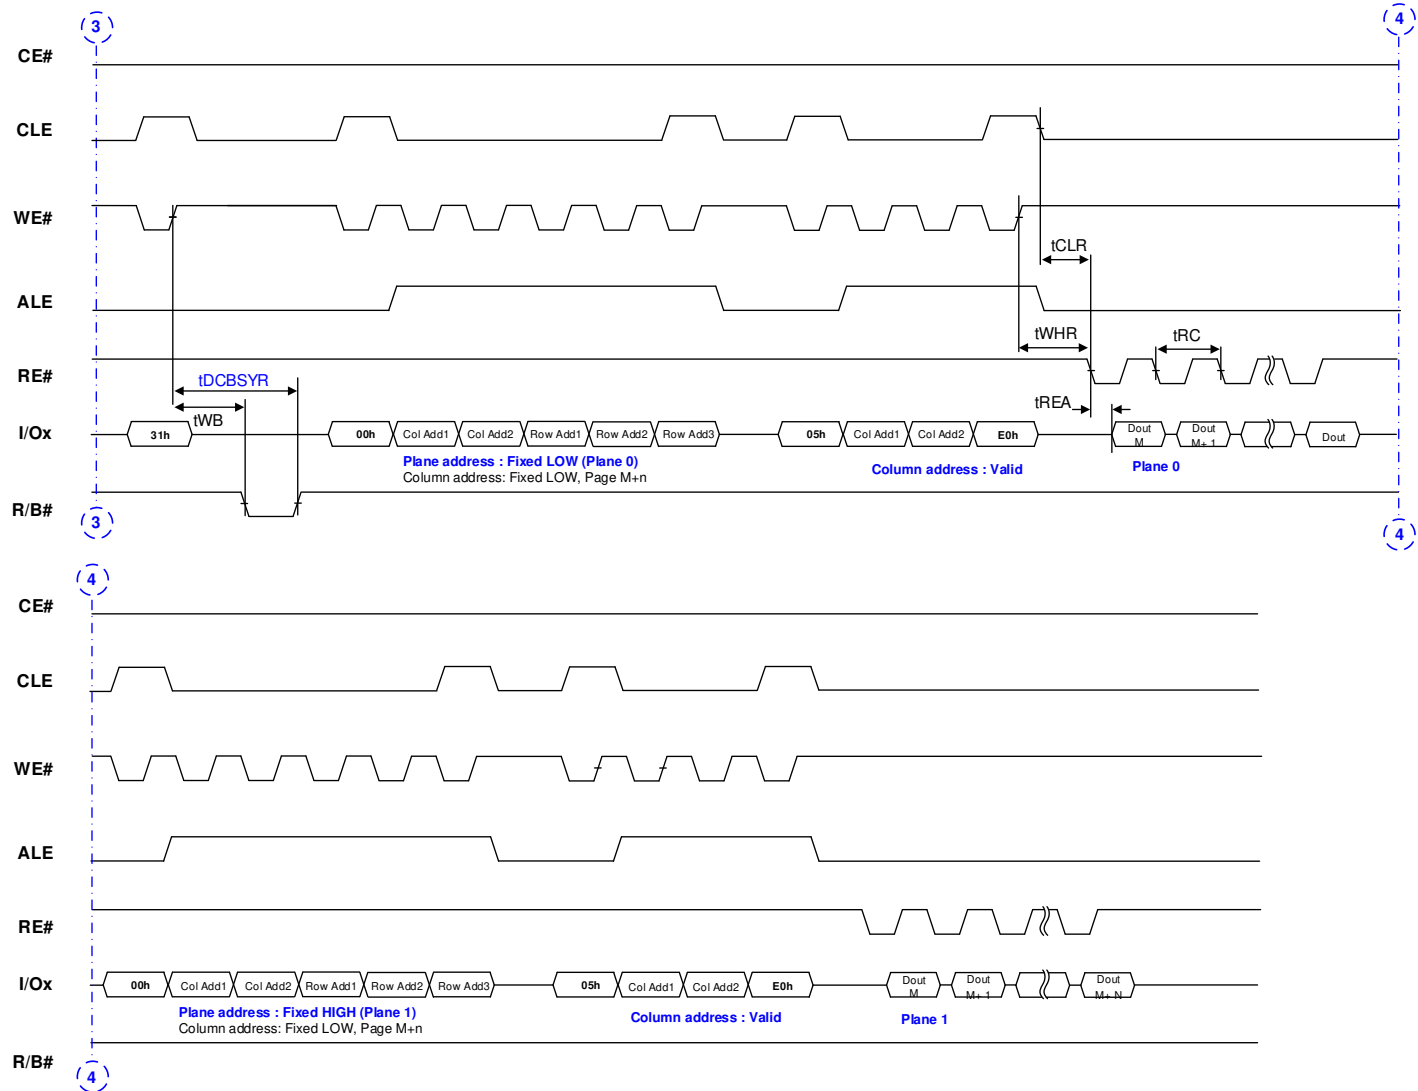 3
4
CE#
CLE
WE#
tCLR
ALE
tWHR
tRC
RE#
tDCBSYR
tREA
tWB
I/Ox
31h
00h
Col Add1
Col Add2
Row Add1
Row Add2
Row Add3
05h
Col Add1
Col Add2
E0h
Dout
M
Dout
M+ 1
Dout
Plane address : Fixed LOW (Plane 0)
Column address: Fixed LOW, Page M+n
Column address : Valid
Plane 0
R/B#
3
4
4
CE#
CLE
WE#
ALE
RE#
I/Ox
00h
Col Add1
Col Add2
Row Add1
Row Add2
Row Add3
05h
Col Add1
Col Add2
E0h
Dout
M
Dout
M+ 1
Dout
M+ N
Plane address : Fixed HIGH (Plane 1)
Column address: Fixed LOW, Page M+n
Column address : Valid
Plane 1
R/B#
4